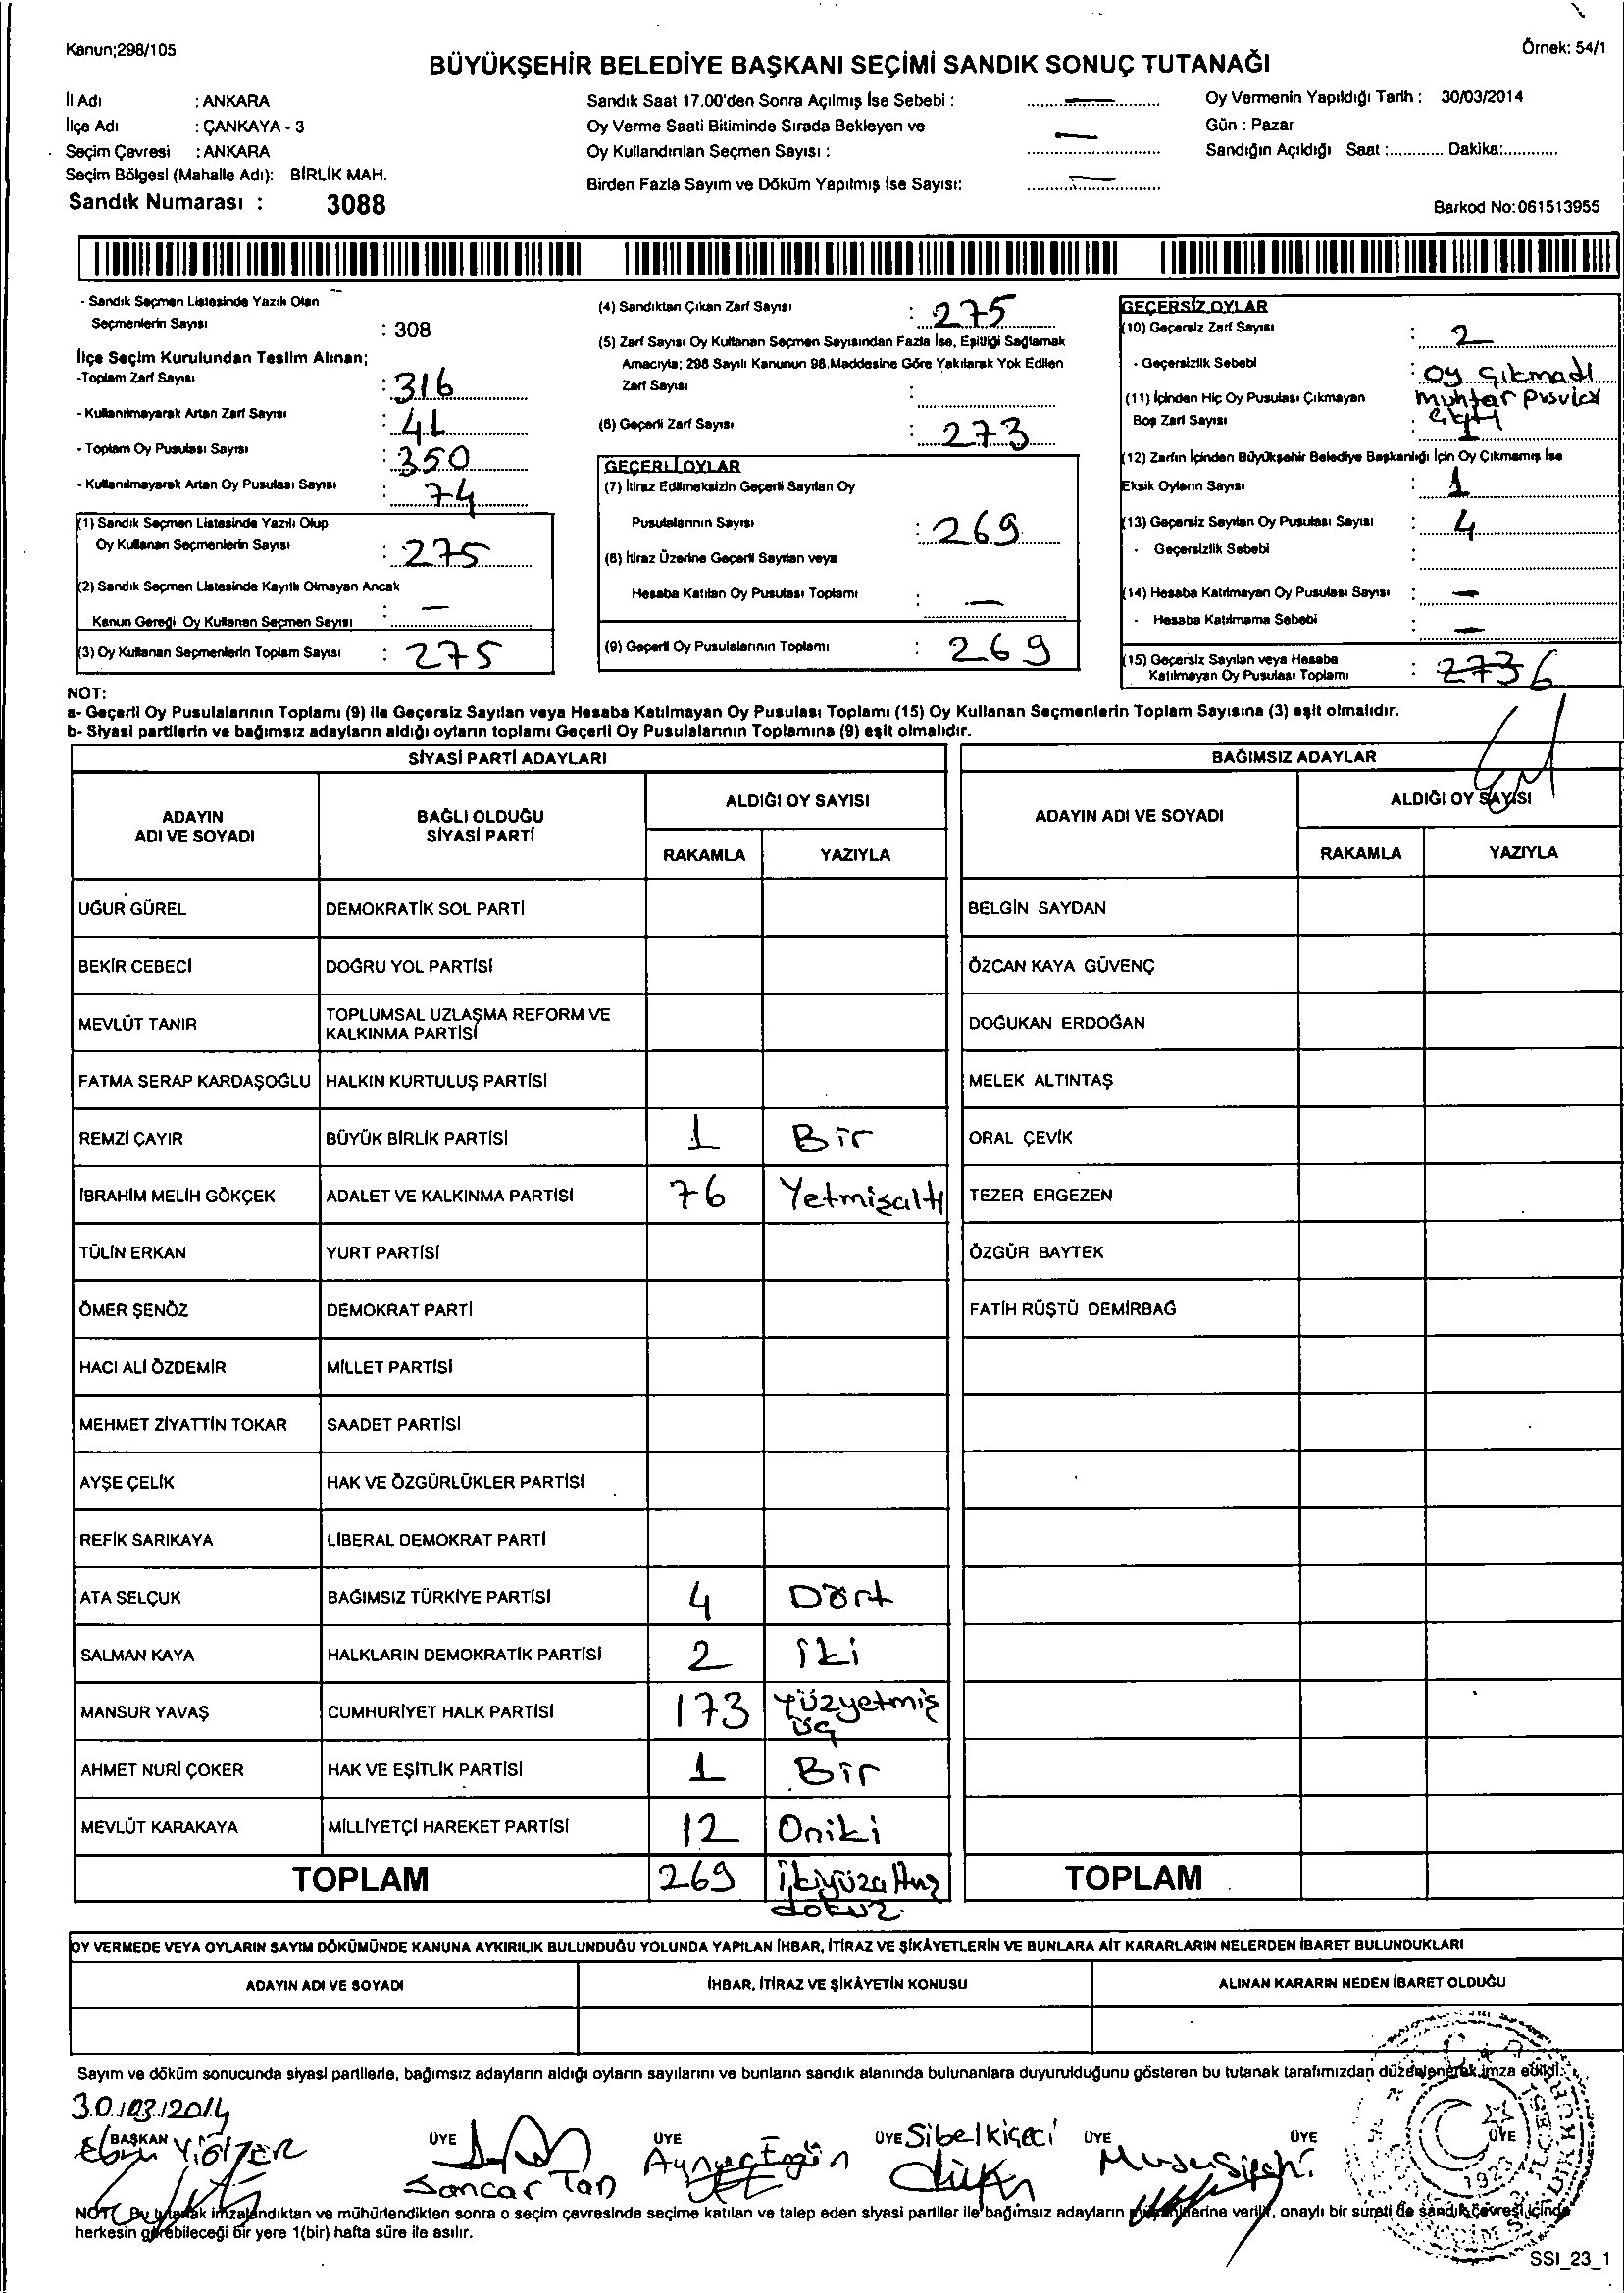 Kanun;298/105
Örnek: 54/1
BÜYÜKŞEHİR BELEDİYE BAŞKANI SEÇİMİ SANDIK SONUÇ TUTANAĞI
İl Adı : ANKARA
İlçe Adı : ÇANKAYA - 3
Seçim Çevresi : ANKARA
Seçim Bölgesi (Mahalle Adı): BİRLİK MAH.
Sandık Numarası : 3088
Sandık Saat 17.00'den Sonra Açılmış İse Sebebi : —
Oy Verme Saati Bitiminde Sırada Bekleyen ve
Oy Kullandırılan Seçmen Sayısı : —
Birden Fazla Sayım ve Döküm Yapılmış İse Sayısı: —
Oy Vermenin Yapıldığı Tarih : 30/03/2014
Gün : Pazar
Sandığın Açıldığı Saat :............ Dakika:............
Barkod No:061513955
- Sandık Seçmen Listesinde Yazılı Olan
Seçmenlerin Sayısı : 308
İlçe Seçim Kurulundan Teslim Alınan;
-Toplam Zarf Sayısı : 316
- Kullanılmayarak Artan Zarf Sayısı : 41
- Toplam Oy Pusulası Sayısı : 350
- Kullanılmayarak Artan Oy Pusulası Sayısı : 74
(1) Sandık Seçmen Listesinde Yazılı Olup
Oy Kullanan Seçmenlerin Sayısı : 275
(2) Sandık Seçmen Listesinde Kayıtlı Olmayan Ancak
Kanun Gereği Oy Kullanan Seçmen Sayısı : —
(3) Oy Kullanan Seçmenlerin Toplam Sayısı : 275
(4) Sandıktan Çıkan Zarf Sayısı : 275
(5) Zarf Sayısı Oy Kullanan Seçmen Sayısından Fazla İse, Eşitliği Sağlamak
Amacıyla; 298 Sayılı Kanunun 98.Maddesine Göre Yakılarak Yok Edilen
Zarf Sayısı :
(6) Geçerli Zarf Sayısı : 273
GEÇERLİ OYLAR
(7) İtiraz Edilmeksizin Geçerli Sayılan Oy
Pusulalarının Sayısı : 269
(8) İtiraz Üzerine Geçerli Sayılan veya
Hesaba Katılan Oy Pusulası Toplamı : —
(9) Geçerli Oy Pusulalarının Toplamı : 269
GEÇERSİZ OYLAR
(10) Geçersiz Zarf Sayısı : 2
- Geçersizlik Sebebi : oy çıkmadı
muhtar
çıktı
(11) İçinden Hiç Oy Pusulası Çıkmayan
Boş Zarf Sayısı : 1
(12) Zarfın İçinden Büyükşehir Belediye Başkanlığı İçin Oy Çıkmamış İse
Eksik Oyların Sayısı : 1
(13) Geçersiz Sayılan Oy Pusulası Sayısı : 4
- Geçersizlik Sebebi :
(14) Hesaba Katılmayan Oy Pusulası Sayısı : —
- Hesaba Katılmama Sebebi : —
(15) Geçersiz Sayılan veya Hesaba
Katılmayan Oy Pusulası Toplamı : 273 6
NOT:
a- Geçerli Oy Pusulalarının Toplamı (9) ile Geçersiz Sayılan veya Hesaba Katılmayan Oy Pusulası Toplamı (15) Oy Kullanan Seçmenlerin Toplam Sayısına (3) eşit olmalıdır.
b- Siyasi partilerin ve bağımsız adayların aldığı oyların toplamı Geçerli Oy Pusulalarının Toplamına (9) eşit olmalıdır.
SİYASİ PARTİ ADAYLARI
ADAYIN
ADI VE SOYADI
BAĞLI OLDUĞU
SİYASİ PARTİ
ALDIĞI OY SAYISI
RAKAMLA YAZIYLA
BAĞIMSIZ ADAYLAR
ADAYIN ADI VE SOYADI
ALDIĞI OY SAYISI
RAKAMLA YAZIYLA
UĞUR GÜREL DEMOKRATİK SOL PARTİ
BELGİN SAYDAN
BEKİR CEBECİ DOĞRU YOL PARTİSİ
ÖZCAN KAYA GÜVENÇ
MEVLÜT TANIR TOPLUMSAL UZLAŞMA REFORM VE
KALKINMA PARTİSİ
DOĞUKAN ERDOĞAN
FATMA SERAP KARDAŞOĞLU HALKIN KURTULUŞ PARTİSİ
MELEK ALTINTAŞ
REMZİ ÇAYIR BÜYÜK BİRLİK PARTİSİ 1 Bir
ORAL ÇEVİK
İBRAHİM MELİH GÖKÇEK ADALET VE KALKINMA PARTİSİ 76 Yetmişaltı
TEZER ERGEZEN
TÜLİN ERKAN YURT PARTİSİ
ÖZGÜR BAYTEK
ÖMER ŞENÖZ DEMOKRAT PARTİ
FATİH RÜŞTÜ DEMİRBAĞ
HACI ALİ ÖZDEMİR MİLLET PARTİSİ
MEHMET ZİYATTİN TOKAR SAADET PARTİSİ
AYŞE ÇELİK HAK VE ÖZGÜRLÜKLER PARTİSİ
REFİK SARIKAYA LİBERAL DEMOKRAT PARTİ
ATA SELÇUK BAĞIMSIZ TÜRKİYE PARTİSİ 4 Dört
SALMAN KAYA HALKLARIN DEMOKRATİK PARTİSİ 2 iki
MANSUR YAVAŞ CUMHURİYET HALK PARTİSİ 173 Yüzyetmiş
üç
AHMET NURİ ÇOKER HAK VE EŞİTLİK PARTİSİ 1 Bir
MEVLÜT KARAKAYA MİLLİYETÇİ HAREKET PARTİSİ 12 Oniki
TOPLAM 269 ikiyüzaltmış
dokuz
TOPLAM
OY VERMEDE VEYA OYLARIN SAYIM DÖKÜMÜNDE KANUNA AYKIRILIK BULUNDUĞU YOLUNDA YAPILAN İHBAR, İTİRAZ VE ŞİKÂYETLERİN VE BUNLARA AİT KARARLARIN NELERDEN İBARET BULUNDUKLARI
ADAYIN ADI VE SOYADI İHBAR, İTİRAZ VE ŞİKÂYETİN KONUSU ALINAN KARARIN NEDEN İBARET OLDUĞU
Sayım ve döküm sonucunda siyasi partilerle, bağımsız adayların aldığı oyların sayılarını ve bunların sandık alanında bulunanlara duyurulduğunu gösteren bu tutanak tarafımızdan düzenlenerek imza edildi.
30/03/2014
BAŞKAN ÜYE ÜYE ÜYE ÜYE ÜYE ÜYE
Sancar Tan
Sibel kiçeci
NOT: Bu tutanak imzalandıktan ve mühürlendikten sonra o seçim çevresinde seçime katılan ve talep eden siyasi partiler ile bağımsız adayların müşahitlerine verilir, onaylı bir sureti de sandık çevresi içinde
herkesin görebileceği bir yere 1(bir) hafta süre ile asılır.
SSI_23_1